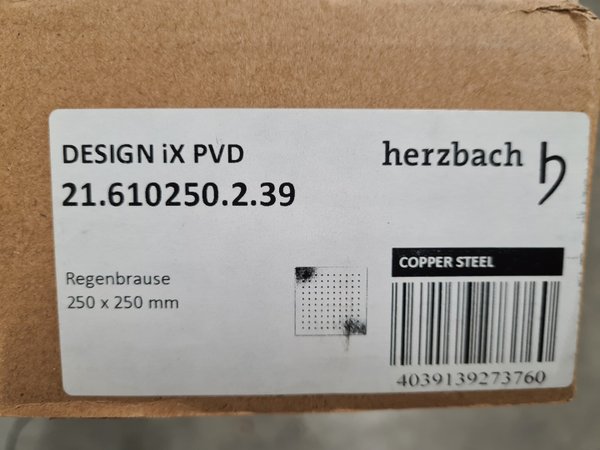 DESIGN iX PVD
herzbach
21.610250.2.39
COPPER STEEL
Regenbrause
250 x 250 mm
4039139273760